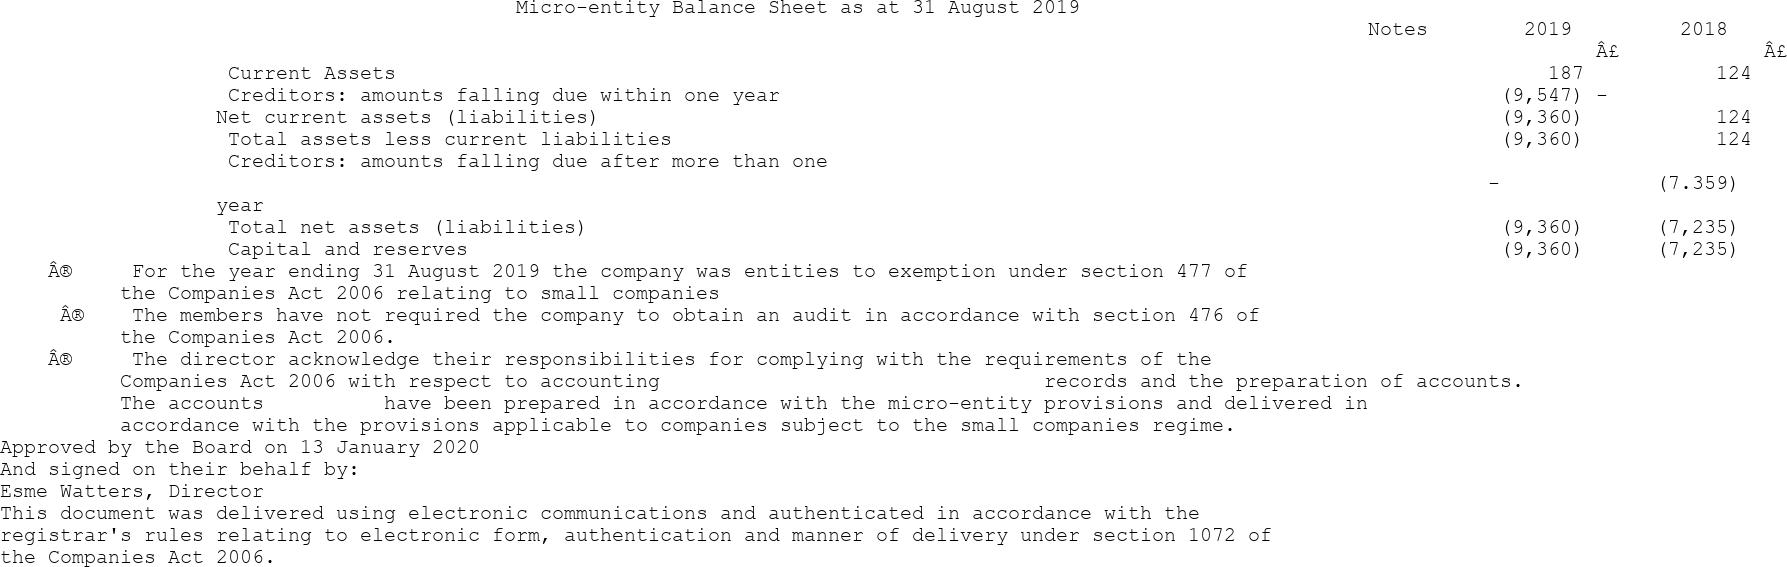 Micro-entity Balance Sheet as at 31 August 2019
Notes 2019 2018
Â£ Â£
Current Assets 187 124
Creditors: amounts falling due within one year (9,547) -
Net current assets (liabilities) (9,360) 124
Total assets less current liabilities (9,360) 124
Creditors: amounts falling due after more than one
- (7.359)
year
Total net assets (liabilities) (9,360) (7,235)
Capital and reserves (9,360) (7,235)
Â® For the year ending 31 August 2019 the company was entities to exemption under section 477 of
the Companies Act 2006 relating to small companies
Â® The members have not required the company to obtain an audit in accordance with section 476 of
the Companies Act 2006.
Â® The director acknowledge their responsibilities for complying with the requirements of the
Companies Act 2006 with respect to accounting records and the preparation of accounts.
The accounts have been prepared in accordance with the micro-entity provisions and delivered in
accordance with the provisions applicable to companies subject to the small companies regime.
Approved by the Board on 13 January 2020
And signed on their behalf by:
Esme Watters, Director
This document was delivered using electronic communications and authenticated in accordance with the
registrar's rules relating to electronic form, authentication and manner of delivery under section 1072 of
the Companies Act 2006.